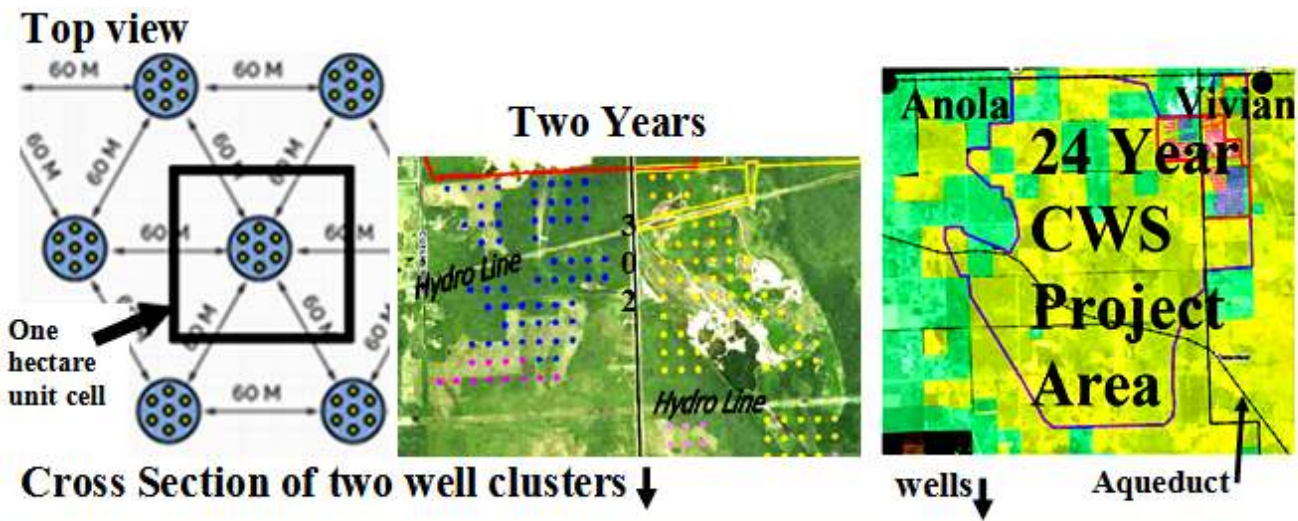 Top view
60 M
60 M
60 M
60 M
60 M
60 M
60 M
60 M
60 M
60 M
60 M
60 M
One
hectare
unit cell
Two Years
Hydro Line
3
0
2
Hydro Line
Anola
Vivian
24 Year
CWS
Project
Area
Cross Section of two well clusters
wells
Aqueduct